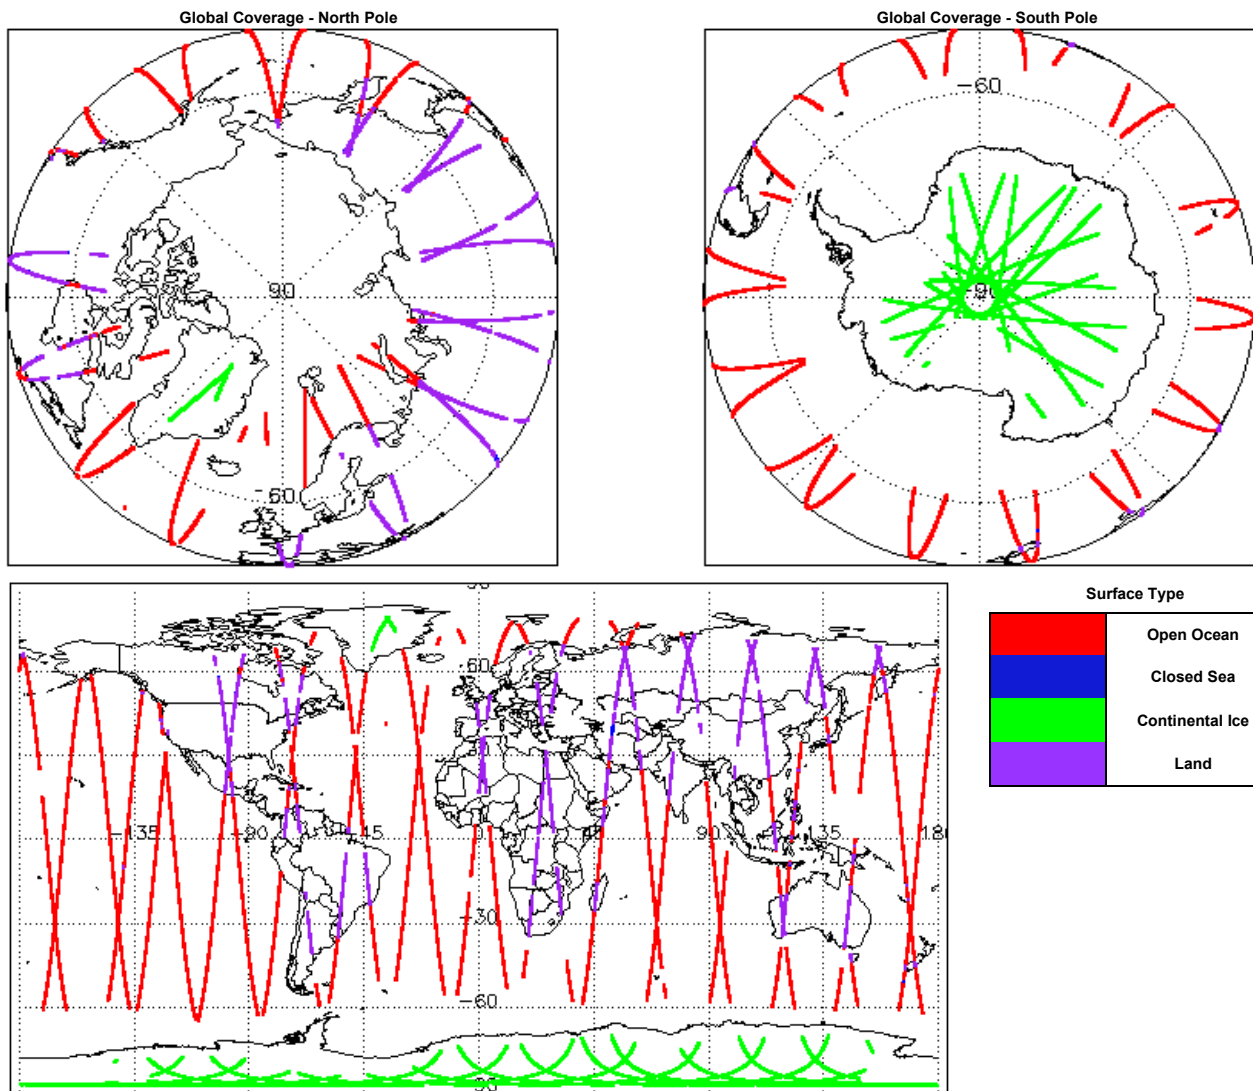 Global Coverage - North Pole
Global Coverage - South Pole
90
60
-60
-90
60
-135
-90
-45
0
45
90
135
180
-30
-60
Surface Type
Open Ocean
Closed Sea
Continental Ice
Land